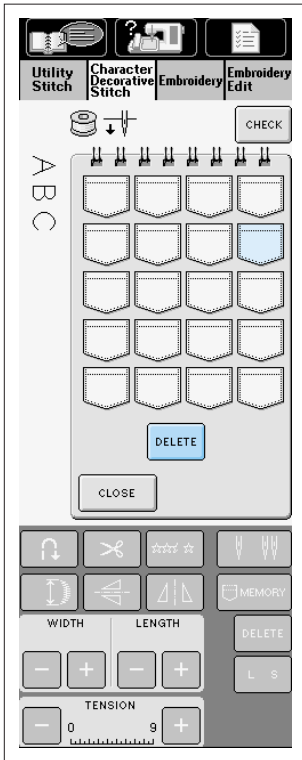 ?
Utility Stitch
Character Decorative Stitch
Embroidery
Embroidery Edit
CHECK
A B C
DELETE
CLOSE
MEMORY
WIDTH
LENGTH
DELETE
− +
− +
L S
TENSION
− 0 9 +